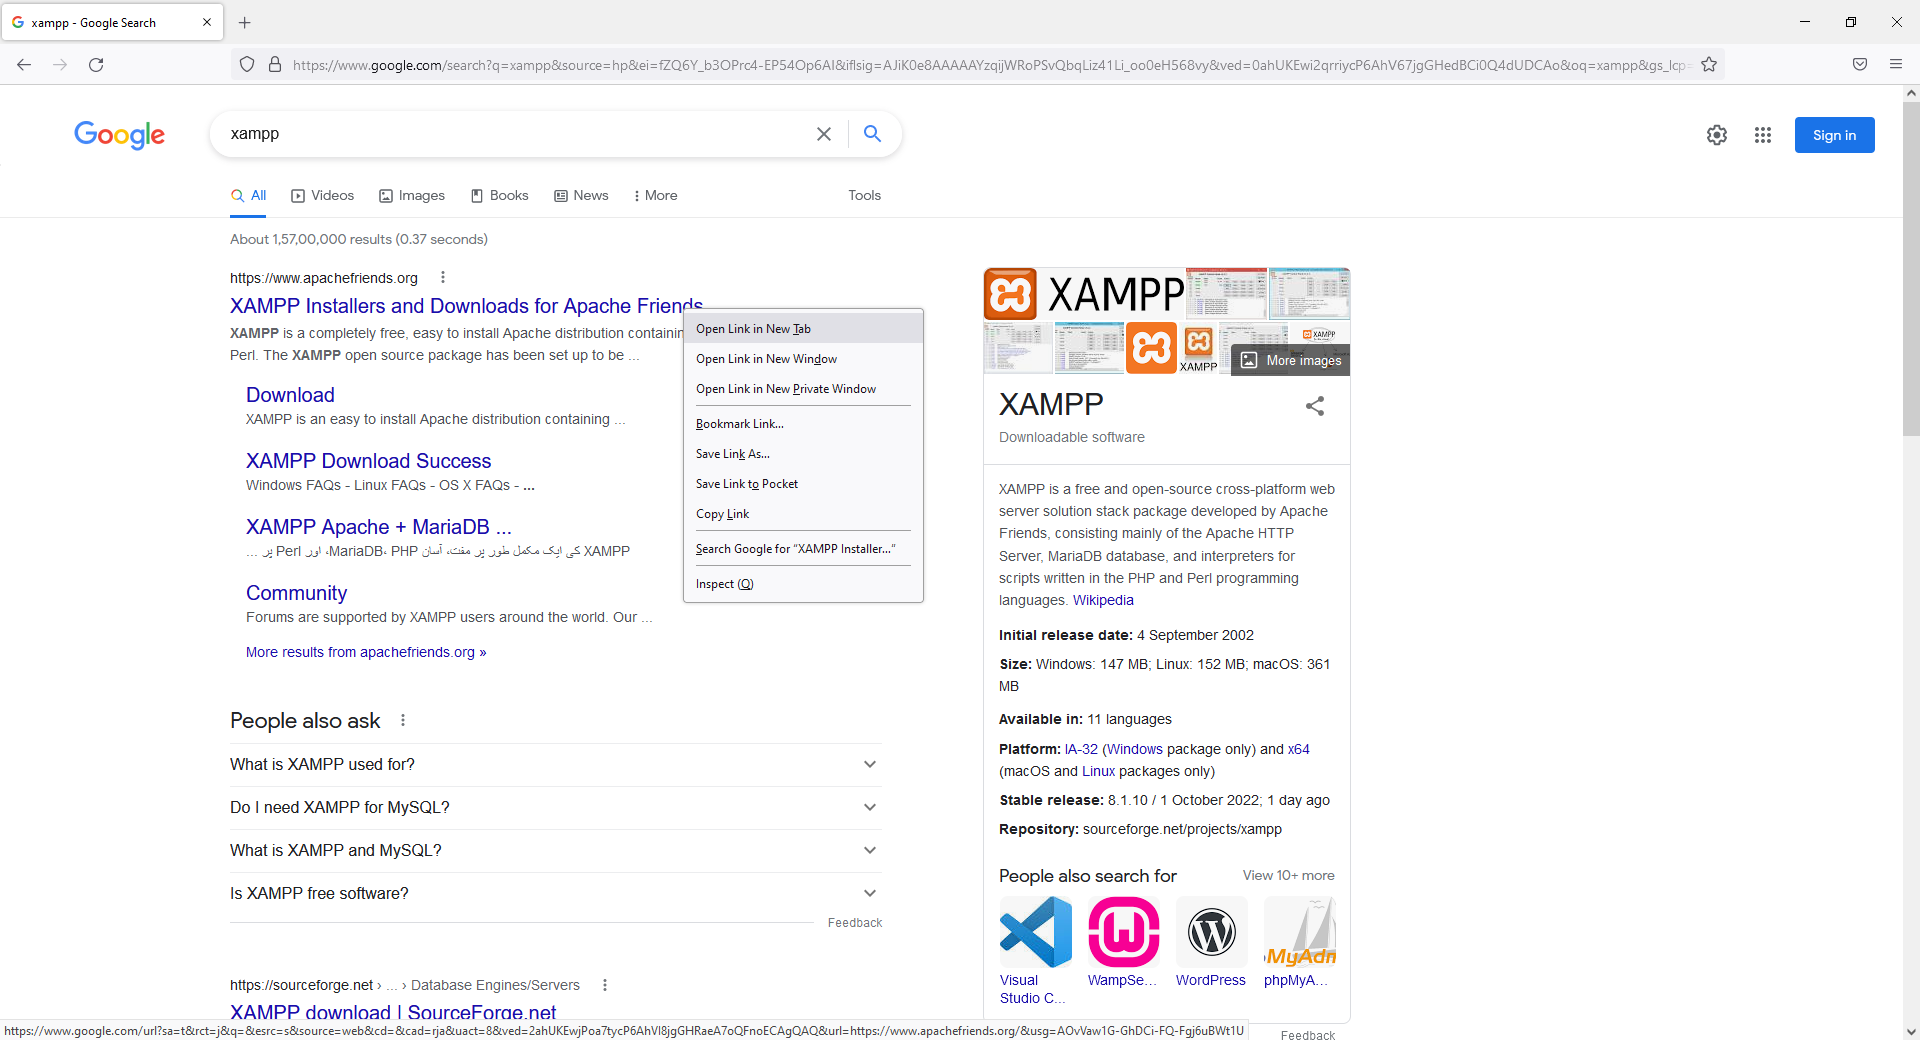 xampp - Google Search
https://www.google.com/search?q=xampp&source=hp&ei=fZQ6Y_b3OPrc4-EP54Op6AI&iflsig=AJiK0e8AAAAAYzqijWRoPSvQbqLiz41Li_oo0eH568vy&ved=0ahUKEwi2qrriycP6AhV67jgGHedBCi0Q4dUDCAo&oq=xampp&gs_lcp=
Google
xampp
Sign in
All
Videos
Images
Books
News
More
Tools
About 1,57,00,000 results (0.37 seconds)
https://www.apachefriends.org
XAMPP Installers and Downloads for Apache Friends
XAMPP is a completely free, easy to install Apache distribution containin
Perl. The XAMPP open source package has been set up to be ...
Download
XAMPP is an easy to install Apache distribution containing ...
XAMPP Download Success
Windows FAQs - Linux FAQs - OS X FAQs - ...
XAMPP Apache + MariaDB ...
XAMPP کی ایک مکمل طور پر مفت، آسان MariaDB، PHP، اور Perl پر ...
Community
Forums are supported by XAMPP users around the world. Our ...
More results from apachefriends.org »
Open Link in New Tab
Open Link in New Window
Open Link in New Private Window
Bookmark Link...
Save Link As...
Save Link to Pocket
Copy Link
Search Google for “XAMPP Installer...”
Inspect (Q)
People also ask
What is XAMPP used for?
Do I need XAMPP for MySQL?
What is XAMPP and MySQL?
Is XAMPP free software?
Feedback
https://sourceforge.net › ... › Database Engines/Servers
XAMPP download | SourceForge.net
XAMPP
XAMPP
XAMPP
More images
XAMPP
Downloadable software
XAMPP is a free and open-source cross-platform web
server solution stack package developed by Apache
Friends, consisting mainly of the Apache HTTP
Server, MariaDB database, and interpreters for
scripts written in the PHP and Perl programming
languages. Wikipedia
Initial release date: 4 September 2002
Size: Windows: 147 MB; Linux: 152 MB; macOS: 361
MB
Available in: 11 languages
Platform: IA-32 (Windows package only) and x64
(macOS and Linux packages only)
Stable release: 8.1.10 / 1 October 2022; 1 day ago
Repository: sourceforge.net/projects/xampp
People also search for
View 10+ more
MyAdm
Visual
Studio C...
WampSe...
WordPress
phpMyA...
Feedback
https://www.google.com/url?sa=t&rct=j&q=&esrc=s&source=web&cd=&cad=rja&uact=8&ved=2ahUKEwjPoa7tycP6AhVI8jgGHRaeA7oQFnoECAgQAQ&url=https://www.apachefriends.org/&usg=AOvVaw1G-GhDCi-FQ-Fgj6uBWt1U